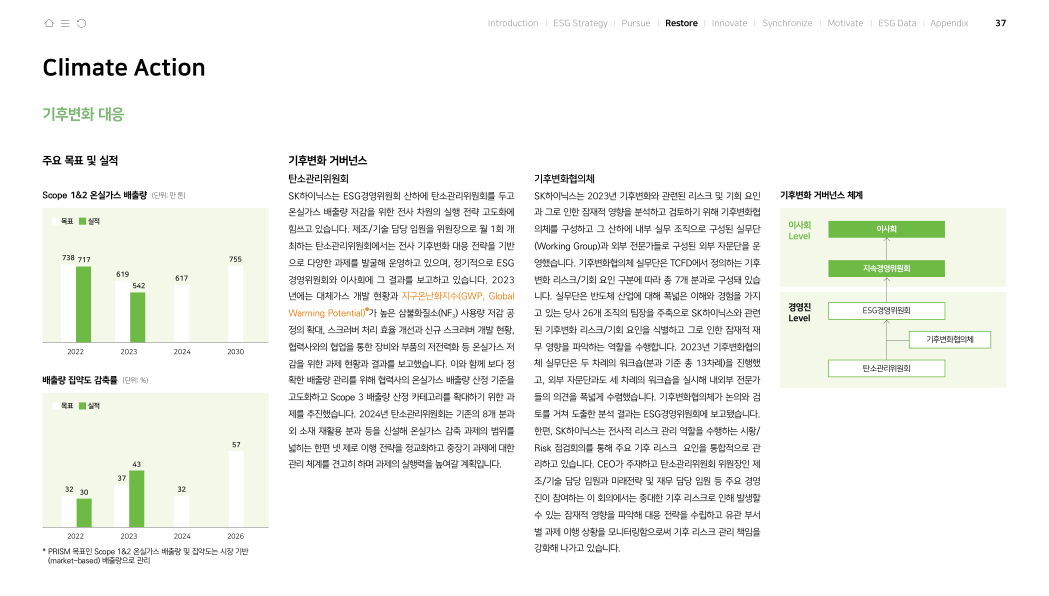 Introduction | ESG Strategy | Pursue | Restore | Innovate | Synchronize | Motivate | ESG Data | Appendix 37
Climate Action
기후변화 대응
주요 목표 및 실적
Scope 1&2 온실가스 배출량 (단위: 만 톤)
목표 실적
738 717
619
542
617
755
2022 2023 2024 2030
배출량 집약도 감축률 (단위: %)
목표 실적
32 30
37
43
32
57
2022 2023 2024 2026
* PRISM 목표인 Scope 1&2 온실가스 배출량 및 집약도는 시장 기반
(market-based) 배출량으로 관리
기후변화 거버넌스
탄소관리위원회
SK하이닉스는 ESG경영위원회 산하에 탄소관리위원회를 두고
온실가스 배출량 저감을 위한 전사 차원의 실행 전략 고도화에
힘쓰고 있습니다. 제조/기술 담당 임원을 위원장으로 월 1회 개
최하는 탄소관리위원회에서는 전사 기후변화 대응 전략을 기반
으로 다양한 과제를 발굴해 운영하고 있으며, 정기적으로 ESG
경영위원회와 이사회에 그 결과를 보고하고 있습니다. 2023
년에는 대체가스 개발 현황과 지구온난화지수(GWP, Global
Warming Potential)*가 높은 삼불화질소(NF₃) 사용량 저감 공
정의 확대, 스크러버 처리 효율 개선과 신규 스크러버 개발 현황,
협력사와의 협업을 통한 장비와 부품의 저전력화 등 온실가스 저
감을 위한 과제 현황과 결과를 보고했습니다. 이와 함께 보다 정
확한 배출량 관리를 위해 협력사의 온실가스 배출량 산정 기준을
고도화하고 Scope 3 배출량 산정 카테고리를 확대하기 위한 과
제를 추진했습니다. 2024년 탄소관리위원회는 기존의 8개 분과
외 소재 재활용 분과 등을 신설해 온실가스 감축 과제의 범위를
넓히는 한편 넷 제로 이행 전략을 정교화하고 중장기 과제에 대한
관리 체계를 견고히 하며 과제의 실행력을 높여갈 계획입니다.
기후변화협의체
SK하이닉스는 2023년 기후변화와 관련된 리스크 및 기회 요인
과 그로 인한 잠재적 영향을 분석하고 검토하기 위해 기후변화협
의체를 구성하고 그 산하에 내부 실무 조직으로 구성된 실무단
(Working Group)과 외부 전문가들로 구성된 외부 자문단을 운
영했습니다. 기후변화협의체 실무단은 TCFD에서 정의하는 기후
변화 리스크/기회 요인 구분에 따라 총 7개 분과로 구성돼 있습
니다. 실무단은 반도체 산업에 대해 폭넓은 이해와 경험을 가지
고 있는 당사 26개 조직의 팀장을 주축으로 SK하이닉스와 관련
된 기후변화 리스크/기회 요인을 식별하고 그로 인한 잠재적 재
무 영향을 파악하는 역할을 수행합니다. 2023년 기후변화협의
체 실무단은 두 차례의 워크숍(분과 기준 총 13차례)을 진행했
고, 외부 자문단과도 세 차례의 워크숍을 실시해 내외부 전문가
들의 의견을 폭넓게 수렴했습니다. 기후변화협의체가 논의와 검
토를 거쳐 도출한 분석 결과는 ESG경영위원회에 보고됐습니다.
한편, SK하이닉스는 전사적 리스크 관리 역할을 수행하는 시황/
Risk 점검회의를 통해 주요 기후 리스크 요인을 통합적으로 관
리하고 있습니다. CEO가 주재하고 탄소관리위원회 위원장인 제
조/기술 담당 임원과 미래전략 및 재무 담당 임원 등 주요 경영
진이 참여하는 이 회의에서는 중대한 기후 리스크로 인해 발생할
수 있는 잠재적 영향을 파악해 대응 전략을 수립하고 유관 부서
별 과제 이행 상황을 모니터링함으로써 기후 리스크 관리 책임을
강화해 나가고 있습니다.
기후변화 거버넌스 체계
이사회
Level
이사회
지속경영위원회
경영진
Level
ESG경영위원회
기후변화협의체
탄소관리위원회